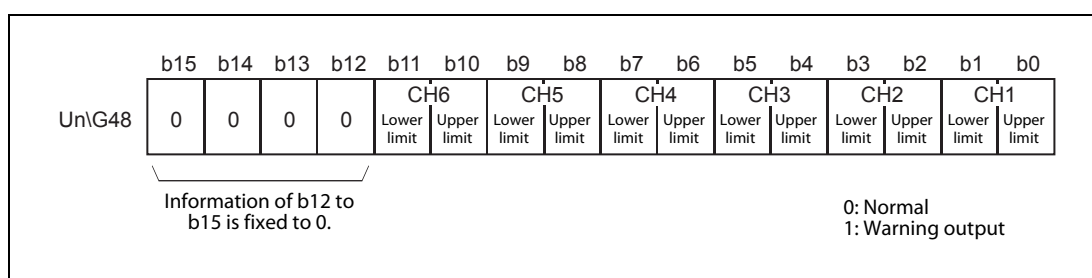 b15 b14 b13 b12 b11 b10 b9 b8 b7 b6 b5 b4 b3 b2 b1 b0
Un\G48 0 0 0 0 CH6 CH5 CH4 CH3 CH2 CH1
Lower Upper Lower Upper Lower Upper Lower Upper Lower Upper Lower Upper
limit limit limit limit limit limit limit limit limit limit limit limit
Information of b12 to
b15 is fixed to 0.
0: Normal
1: Warning output